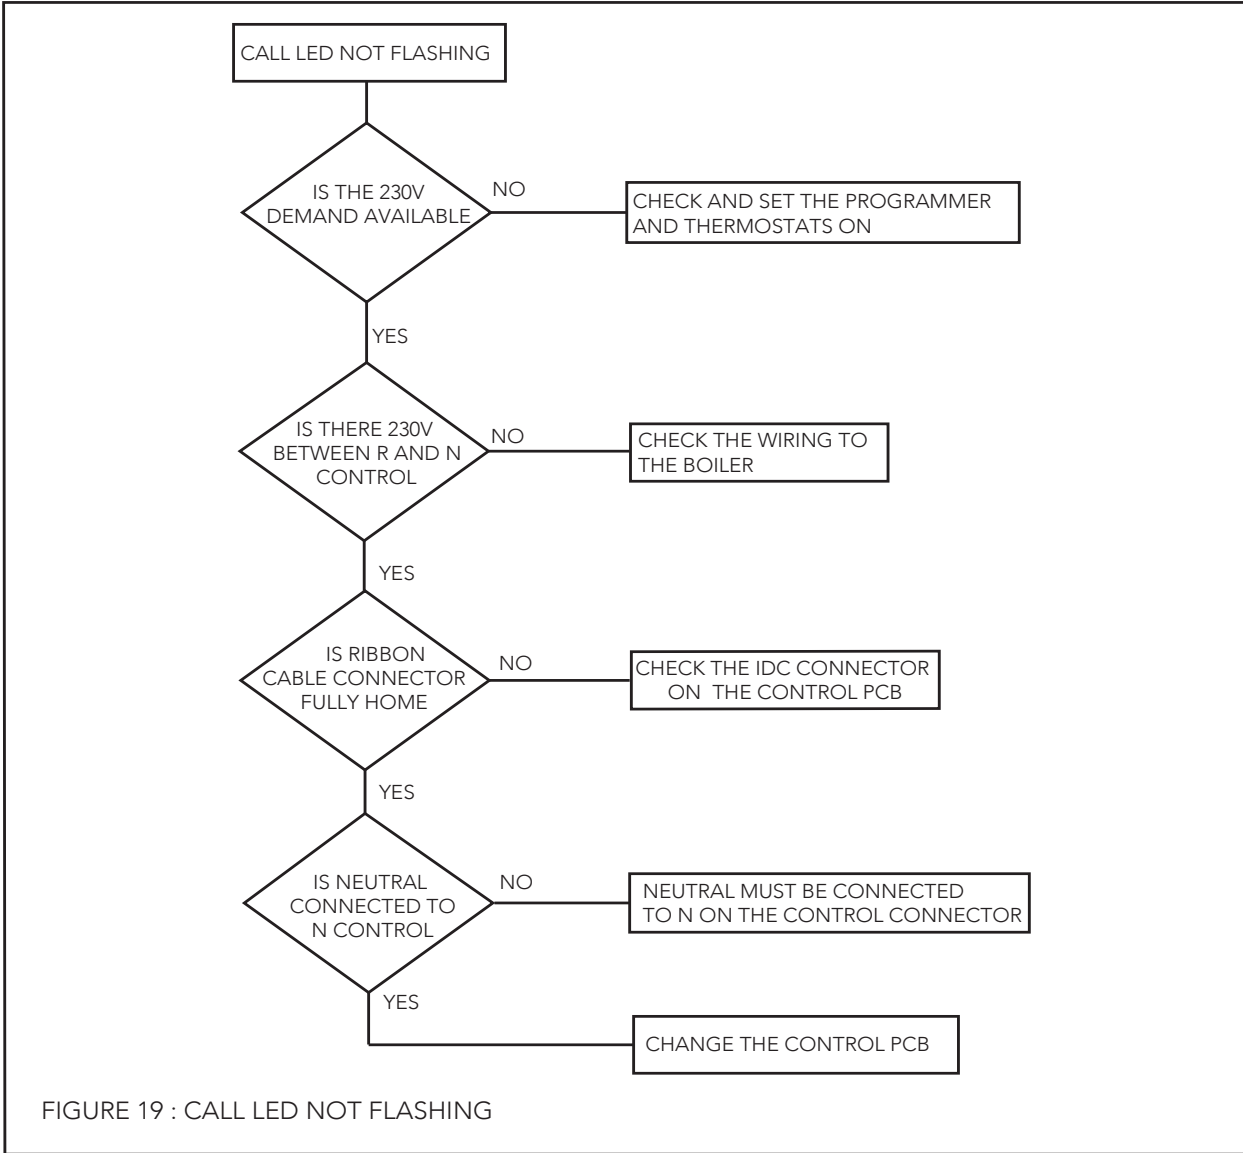 CALL LED NOT FLASHING
IS THE 230V
DEMAND AVAILABLE
NO
CHECK AND SET THE PROGRAMMER
AND THERMOSTATS ON
YES
IS THERE 230V
BETWEEN R AND N
CONTROL
NO
CHECK THE WIRING TO
THE BOILER
YES
IS RIBBON
CABLE CONNECTOR
FULLY HOME
NO
CHECK THE IDC CONNECTOR
ON THE CONTROL PCB
YES
IS NEUTRAL
CONNECTED TO
N CONTROL
NO
NEUTRAL MUST BE CONNECTED
TO N ON THE CONTROL CONNECTOR
YES
CHANGE THE CONTROL PCB
FIGURE 19 : CALL LED NOT FLASHING